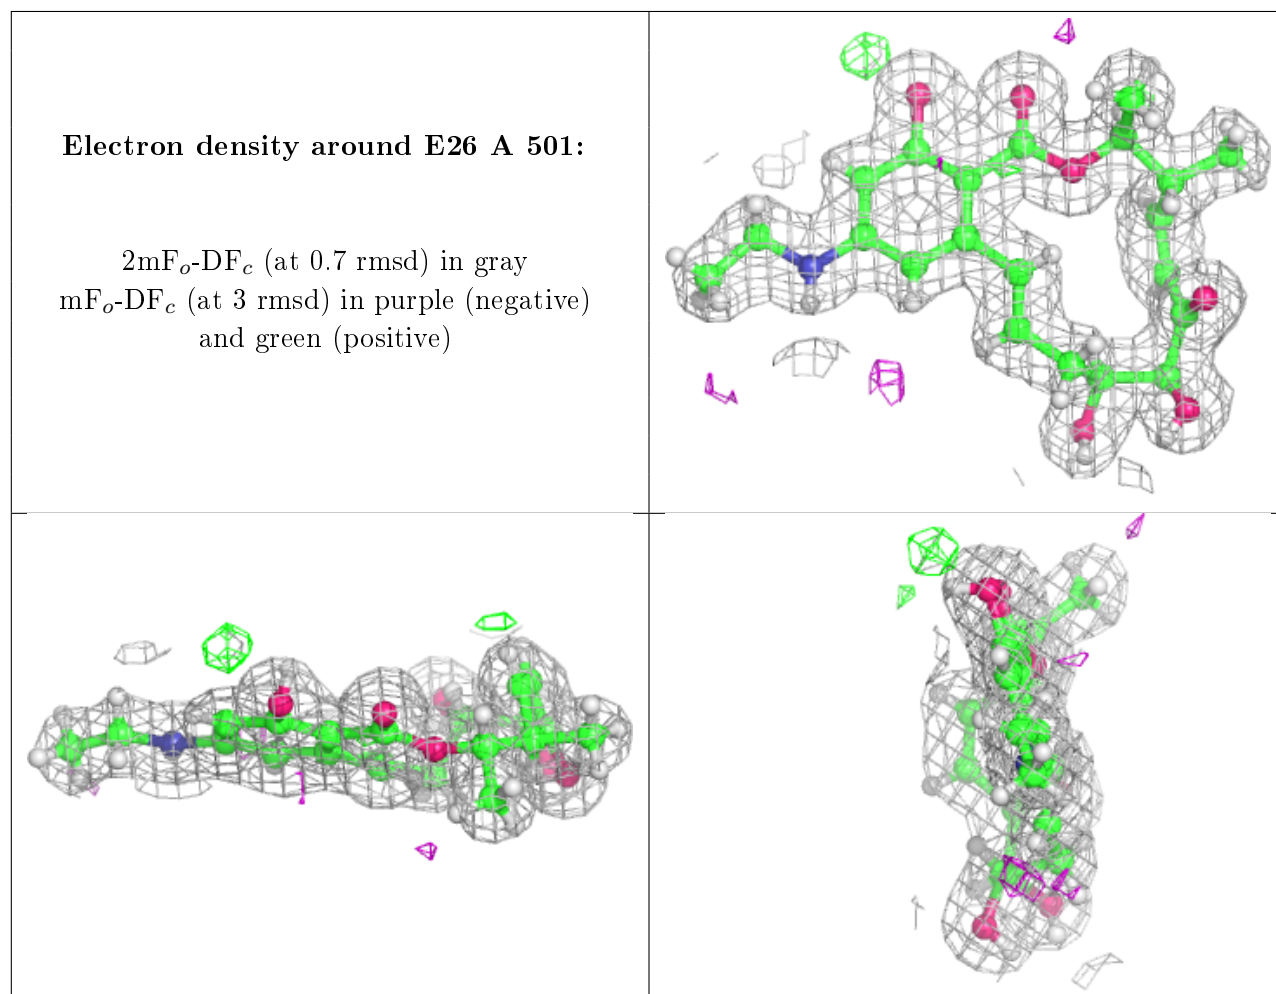 Electron density around E26 A 501:
2mFₒ-DF𝒸 (at 0.7 rmsd) in gray
mFₒ-DF𝒸 (at 3 rmsd) in purple (negative)
and green (positive)